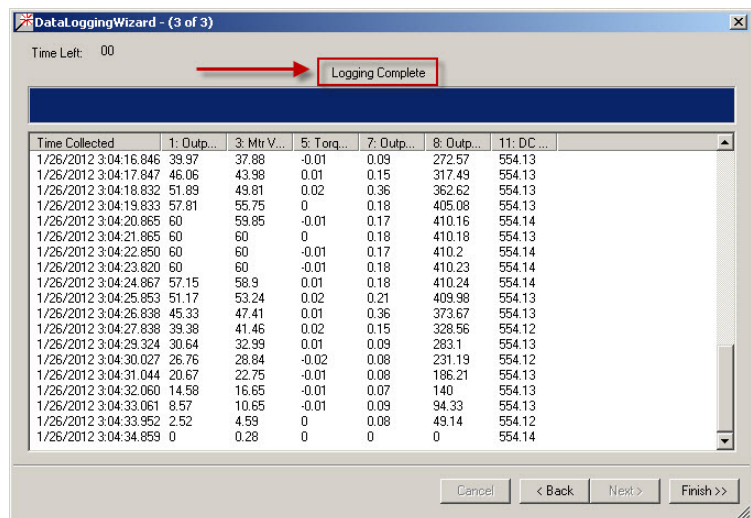 DataLoggingWizard - (3 of 3)
Time Left: 00
Logging Complete
Time Collected 1: Outp... 3: Mtr V... 5: Torq... 7: Outp... 8: Outp... 11: DC ...
1/26/2012 3:04:16.846 39.97 37.88 -0.01 0.09 272.57 554.13
1/26/2012 3:04:17.847 46.06 43.98 0.01 0.15 317.49 554.13
1/26/2012 3:04:18.832 51.89 49.81 0.02 0.36 362.62 554.13
1/26/2012 3:04:19.833 57.81 55.75 0 0.18 405.08 554.13
1/26/2012 3:04:20.865 60 59.85 -0.01 0.17 410.16 554.14
1/26/2012 3:04:21.865 60 60 0 0.18 410.18 554.13
1/26/2012 3:04:22.850 60 60 -0.01 0.17 410.2 554.14
1/26/2012 3:04:23.820 60 60 -0.01 0.18 410.23 554.14
1/26/2012 3:04:24.867 57.15 58.9 0.01 0.18 410.24 554.14
1/26/2012 3:04:25.853 51.17 53.24 0.02 0.21 409.98 554.13
1/26/2012 3:04:26.838 45.33 47.41 0.01 0.36 373.67 554.13
1/26/2012 3:04:27.838 39.38 41.46 0.02 0.15 328.56 554.12
1/26/2012 3:04:29.324 30.64 32.99 0.01 0.09 283.1 554.13
1/26/2012 3:04:30.027 26.76 28.84 -0.02 0.08 231.19 554.12
1/26/2012 3:04:31.044 20.67 22.75 -0.01 0.08 186.21 554.13
1/26/2012 3:04:32.060 14.58 16.65 -0.01 0.07 140 554.13
1/26/2012 3:04:33.061 8.57 10.65 -0.01 0.09 94.33 554.13
1/26/2012 3:04:33.952 2.52 4.59 0 0.08 49.14 554.12
1/26/2012 3:04:34.859 0 0.28 0 0 0 554.14
Cancel < Back Next > Finish >>